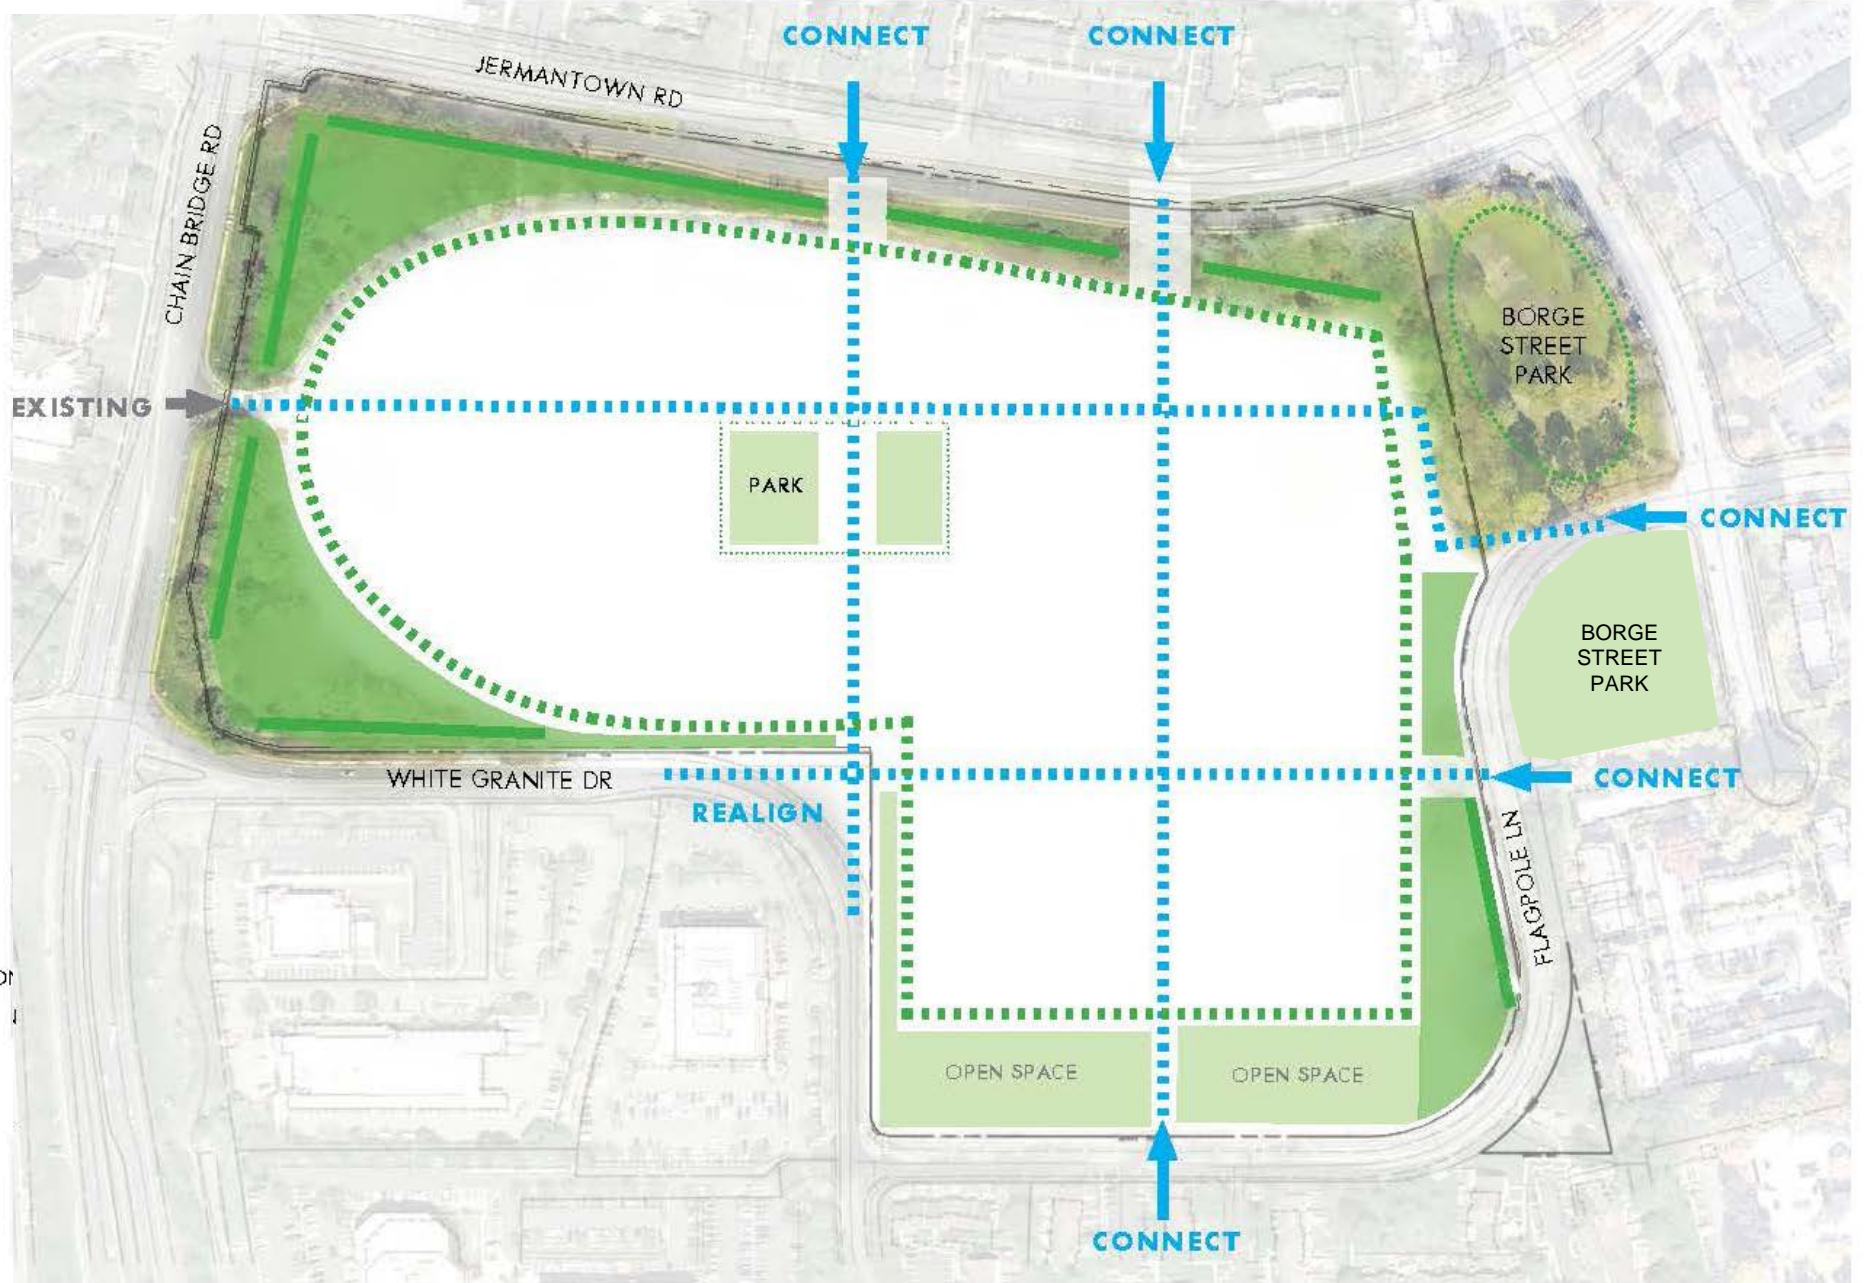 CONNECT
CONNECT
JERMANTOWN RD
CHAIN BRIDGE RD
BORGE
STREET
PARK
EXISTING
PARK
CONNECT
BORGE
STREET
PARK
WHITE GRANITE DR
CONNECT
REALIGN
FLAGPOLE LN
OPEN SPACE
OPEN SPACE
CONNECT